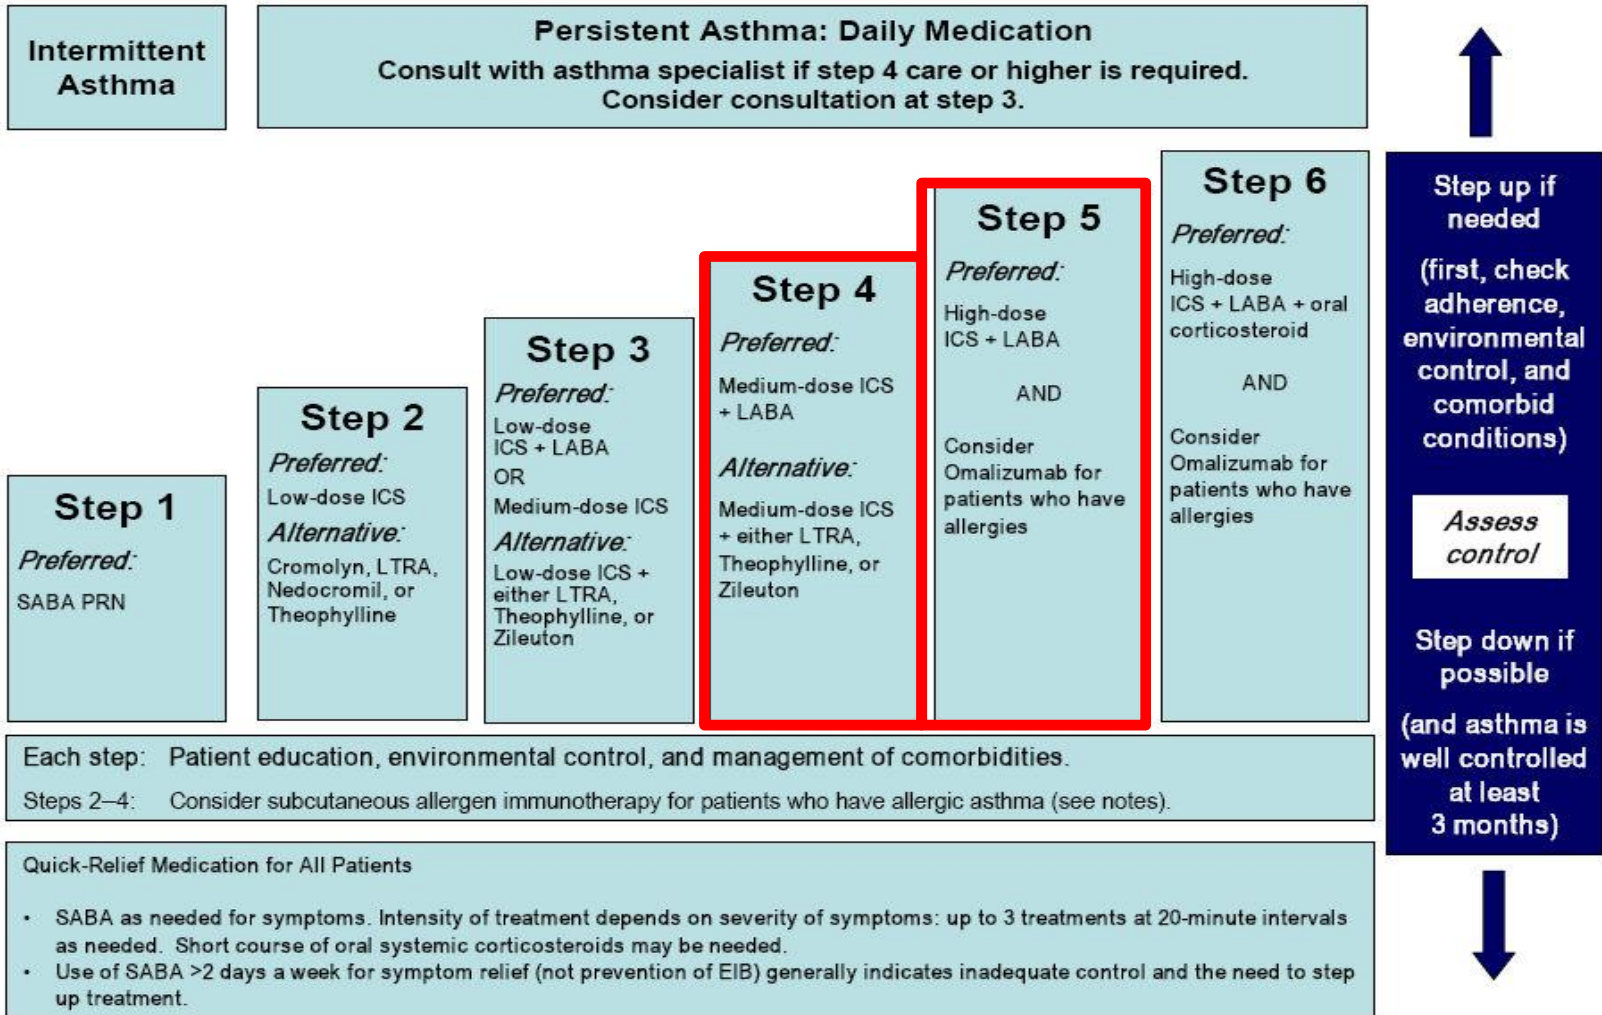 Intermittent
Asthma
Persistent Asthma: Daily Medication
Consult with asthma specialist if step 4 care or higher is required.
Consider consultation at step 3.
Step 1
Preferred:
SABA PRN
Step 2
Preferred:
Low-dose ICS
Alternative:
Cromolyn, LTRA,
Nedocromil, or
Theophylline
Step 3
Preferred:
Low-dose
ICS + LABA
OR
Medium-dose ICS
Alternative:
Low-dose ICS +
either LTRA,
Theophylline, or
Zileuton
Step 4
Preferred:
Medium-dose ICS
+ LABA
Alternative:
Medium-dose ICS
+ either LTRA,
Theophylline, or
Zileuton
Step 5
Preferred:
High-dose
ICS + LABA
AND
Consider
Omalizumab for
patients who have
allergies
Step 6
Preferred:
High-dose
ICS + LABA + oral
corticosteroid
AND
Consider
Omalizumab for
patients who have
allergies
Step up if
needed
(first, check
adherence,
environmental
control, and
comorbid
conditions)
Assess
control
Step down if
possible
(and asthma is
well controlled
at least
3 months)
Each step: Patient education, environmental control, and management of comorbidities.
Steps 2–4: Consider subcutaneous allergen immunotherapy for patients who have allergic asthma (see notes).
Quick-Relief Medication for All Patients
• SABA as needed for symptoms. Intensity of treatment depends on severity of symptoms: up to 3 treatments at 20-minute intervals
as needed. Short course of oral systemic corticosteroids may be needed.
• Use of SABA >2 days a week for symptom relief (not prevention of EIB) generally indicates inadequate control and the need to step
up treatment.